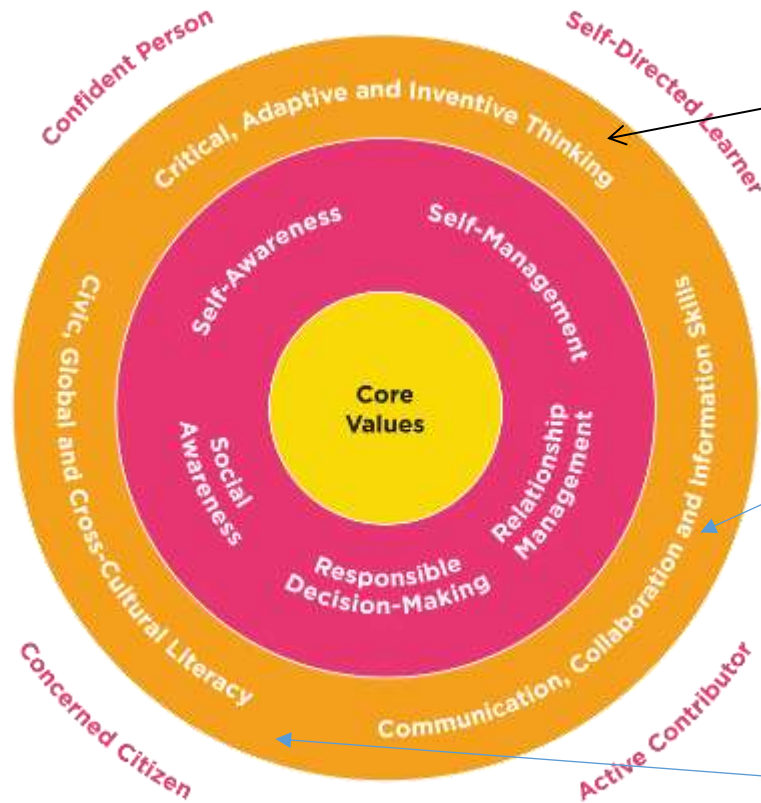 Confident Person
Self-Directed Learner
Critical, Adaptive and Inventive Thinking
Self-Awareness
Self-Management
Civic, Global and Cross-Cultural Literacy
Core
Values
Communication, Collaboration and Information Skills
Social
Awareness
Relationship
Management
Responsible
Decision-Making
Concerned Citizen
Active Contributor